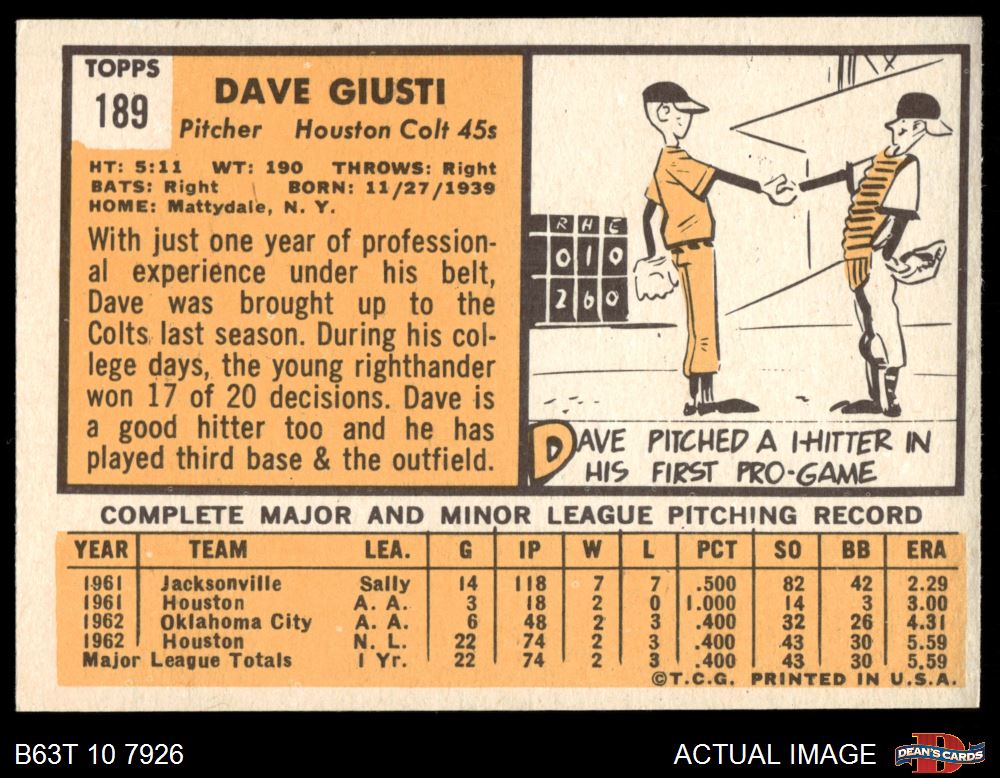 TOPPS
189
DAVE GIUSTI
Pitcher Houston Colt 45s
HT: 5:11 WT: 190 THROWS: Right
BATS: Right BORN: 11/27/1939
HOME: Mattydale, N. Y.
With just one year of profession-
al experience under his belt,
Dave was brought up to the
Colts last season. During his col-
lege days, the young righthander
won 17 of 20 decisions. Dave is
a good hitter too and he has
played third base & the outfield.
R H E
0 1 0
2 6 0
DAVE PITCHED A 1-HITTER IN
HIS FIRST PRO-GAME
COMPLETE MAJOR AND MINOR LEAGUE PITCHING RECORD
YEAR TEAM LEA. G IP W L PCT SO BB ERA
1961 Jacksonville Sally 14 118 7 7 .500 82 42 2.29
1961 Houston A. A. 3 18 2 0 1.000 14 3 3.00
1962 Oklahoma City A. A. 6 48 2 3 .400 32 26 4.31
1962 Houston N. L. 22 74 2 3 .400 43 30 5.59
Major League Totals 1 Yr. 22 74 2 3 .400 43 30 5.59
©T.C.G. PRINTED IN U.S.A.
B63T 10 7926
ACTUAL IMAGE
D
DEAN'S CARDS